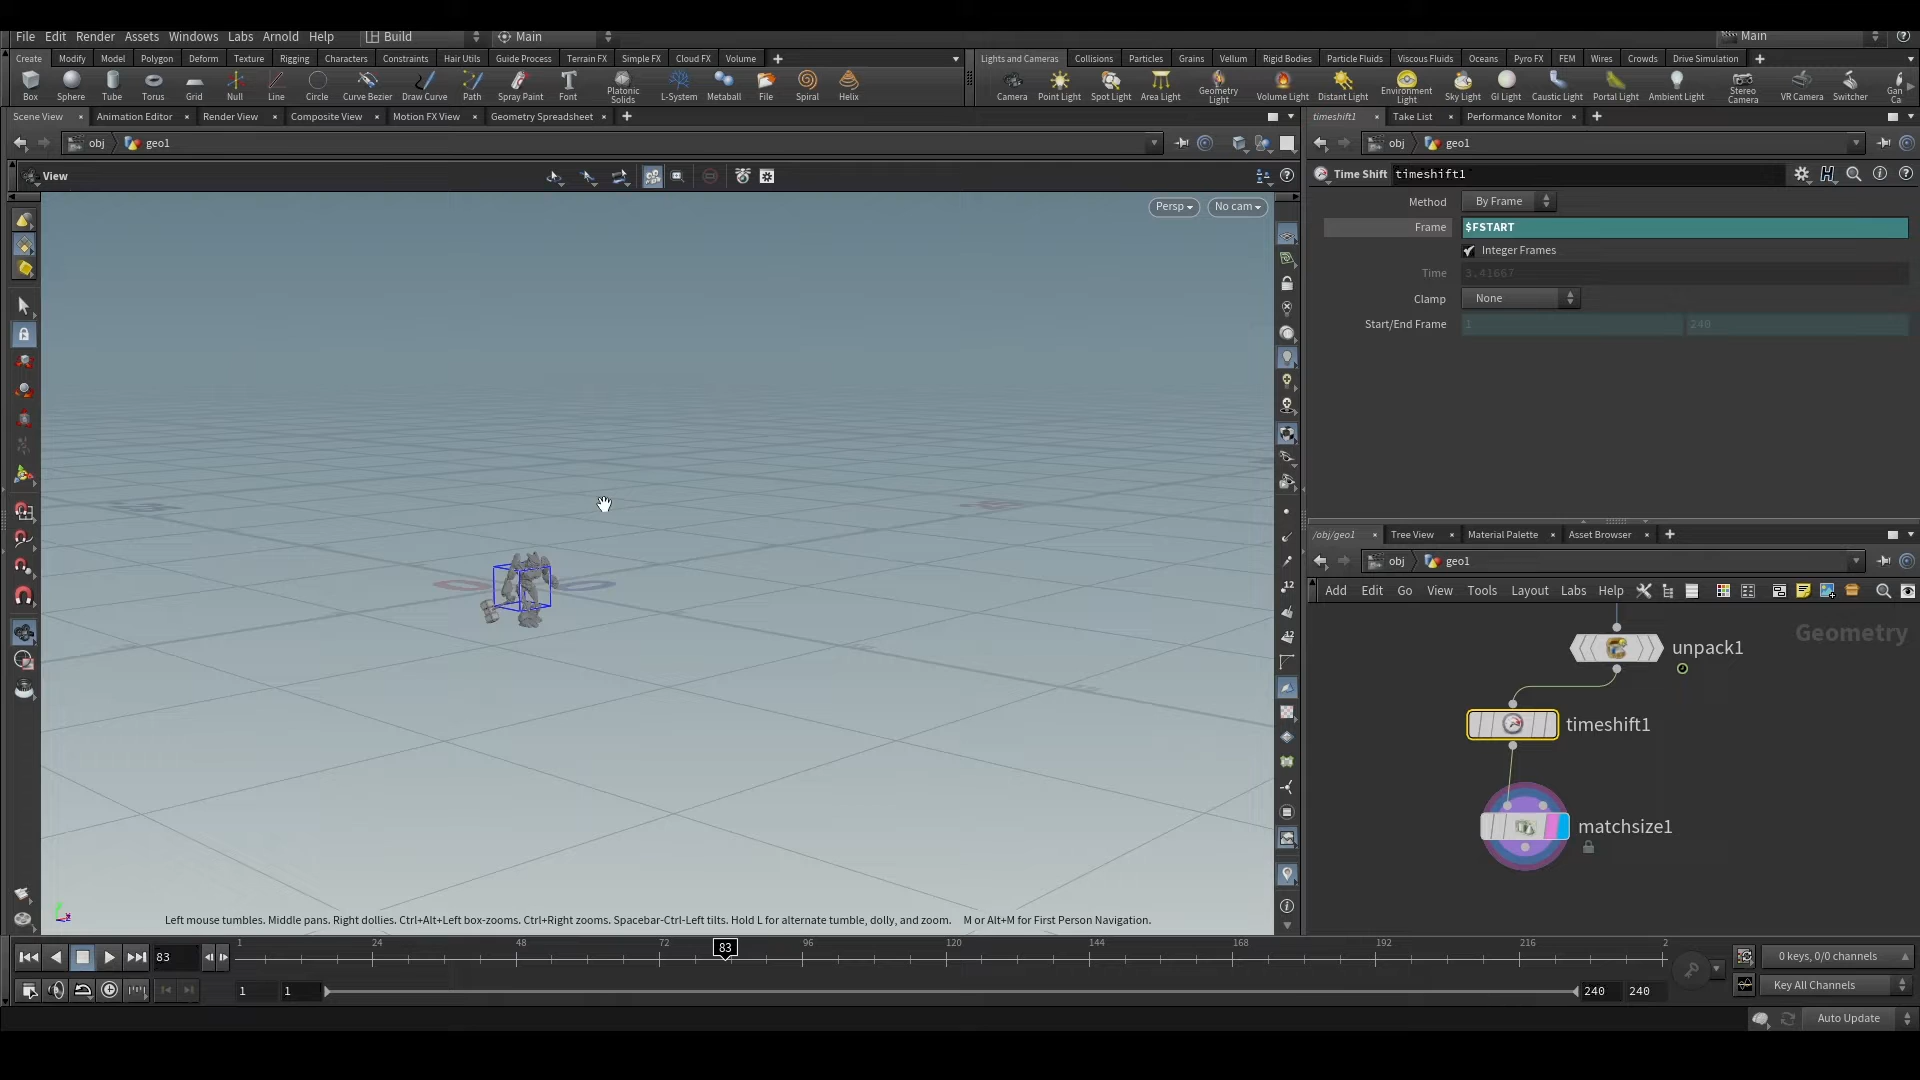 File Edit Render Assets Windows Labs Arnold Help Build Main Main
Create Modify Model Polygon Deform Texture Rigging Characters Constraints Hair Utils Guide Process Terrain FX Simple FX Cloud FX Volume
Lights and Cameras Collisions Particles Grains Vellum Rigid Bodies Particle Fluids Viscous Fluids Oceans Pyro FX FEM Wires Crowds Drive Simulation
Box Sphere Tube Torus Grid Null Line Circle Curve Bezier Draw Curve Path Spray Paint Font Platonic Solids L-System Metaball File Spiral Helix
Camera Point Light Spot Light Area Light Geometry Light Volume Light Distant Light Environment Light Sky Light GI Light Caustic Light Portal Light Ambient Light Stereo Camera VR Camera Switcher Gan Ca
Scene View Animation Editor Render View Composite View Motion FX View Geometry Spreadsheet
timeshift1 Take List Performance Monitor
obj geo1
obj geo1
View
Time Shift timeshift1
Persp No cam
Method By Frame
Frame $FSTART
Integer Frames
Time 3.41667
Clamp None
Start/End Frame 1 240
/obj/geo1 Tree View Material Palette Asset Browser
obj geo1
Add Edit Go View Tools Layout Labs Help
Geometry
unpack1
timeshift1
matchsize1
12
12
Left mouse tumbles. Middle pans. Right dollies. Ctrl+Alt+Left box-zooms. Ctrl+Right zooms. Spacebar-Ctrl-Left tilts. Hold L for alternate tumble, dolly, and zoom. M or Alt+M for First Person Navigation.
83 1 24 48 72 83 96 120 144 168 192 216 2
0 keys, 0/0 channels
1 1 240 240
Key All Channels
Auto Update